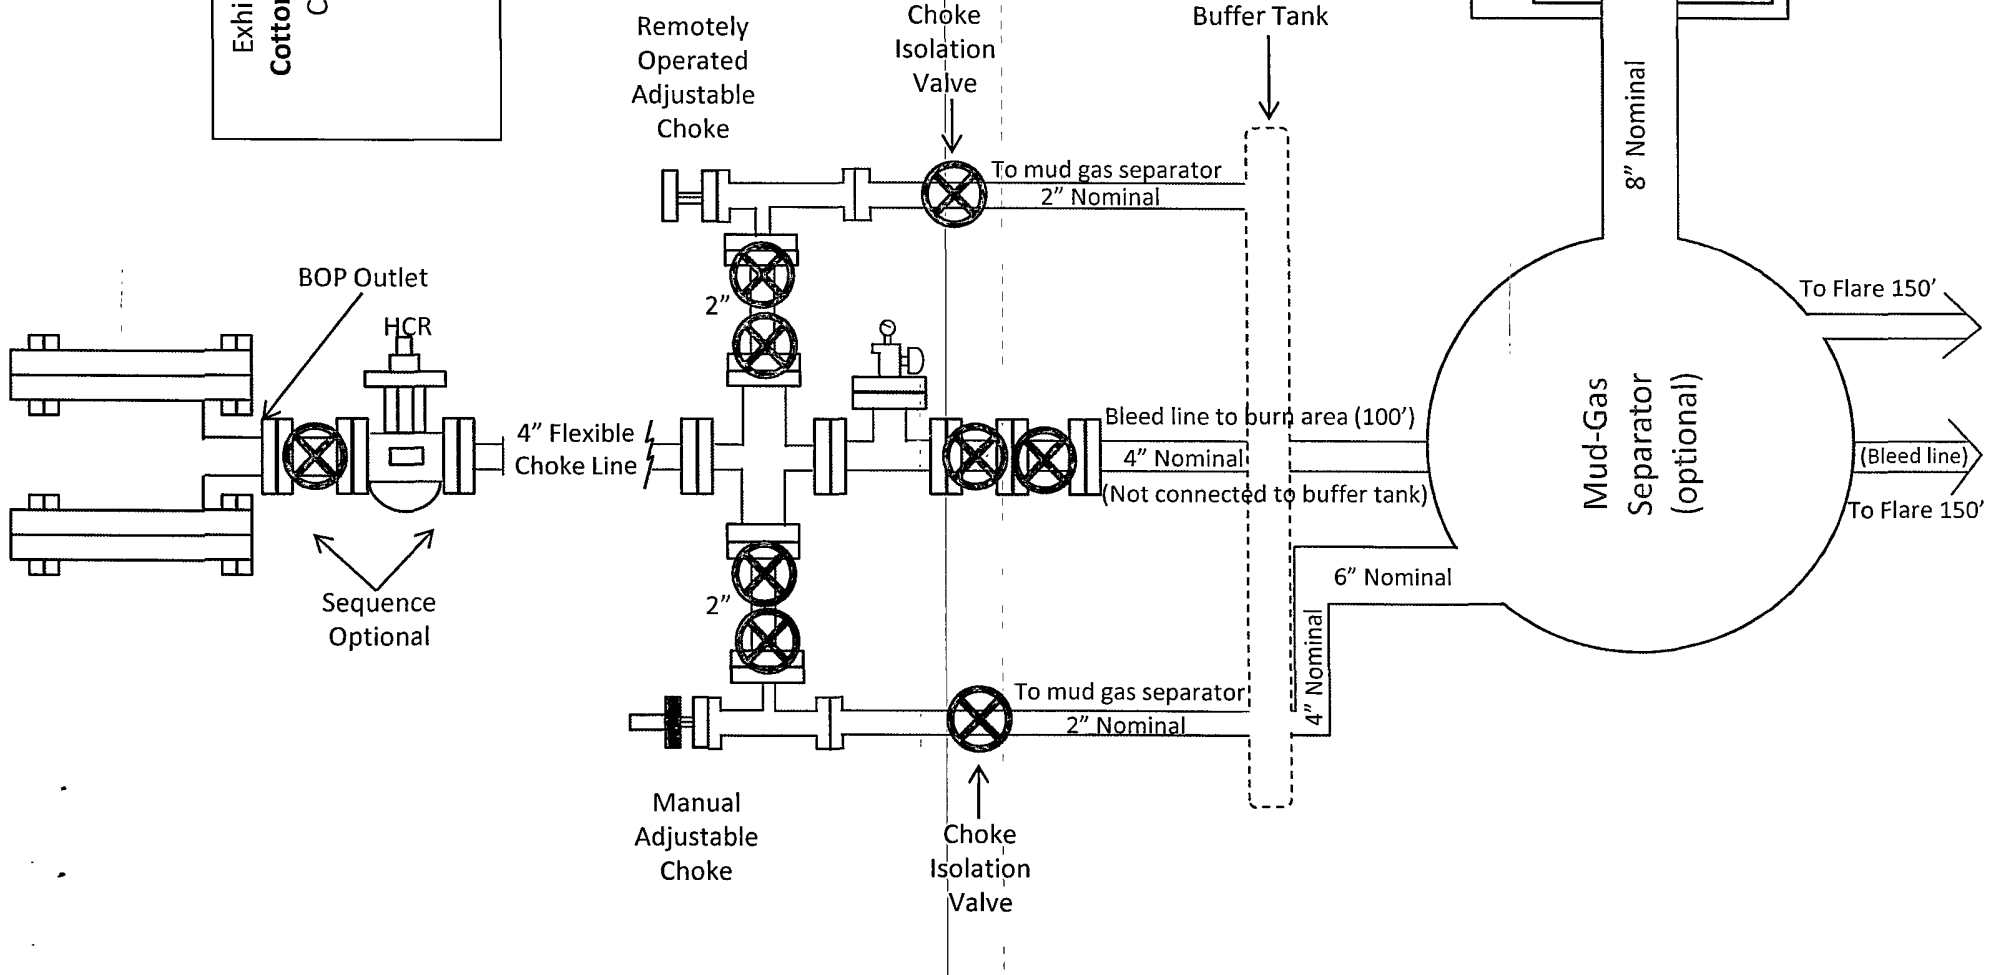 Exhi
Cotton
C
Remotely
Operated
Adjustable
Choke
Choke
Isolation
Valve
Buffer Tank
8” Nominal
To mud gas separator
2” Nominal
BOP Outlet
HCR
2”
To Flare 150’
4” Flexible
Choke Line
Bleed line to burn area (100’)
4” Nominal
(Not connected to buffer tank)
Mud-Gas
Separator
(optional)
(Bleed line)
To Flare 150’
Sequence
Optional
2”
6” Nominal
4” Nominal
To mud gas separator
2” Nominal
Manual
Adjustable
Choke
Choke
Isolation
Valve